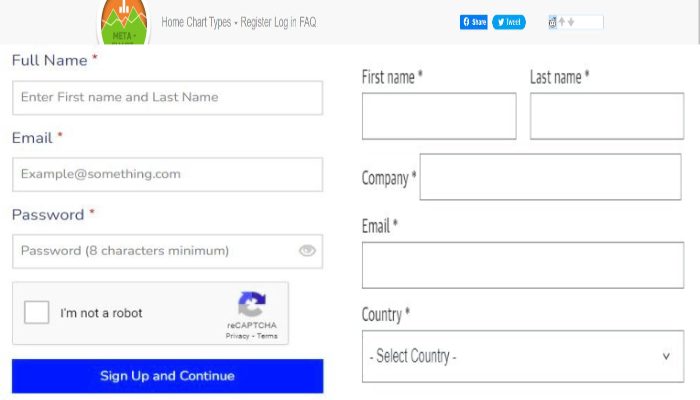 META -
Home Chart Types - Register Log in FAQ
Share
Tweet
Full Name *
Enter First name and Last Name
Email *
Example@something.com
Password *
Password (8 characters minimum)
I'm not a robot
reCAPTCHA
Privacy - Terms
Sign Up and Continue
First name *
Last name *
Company *
Email *
Country *
- Select Country -